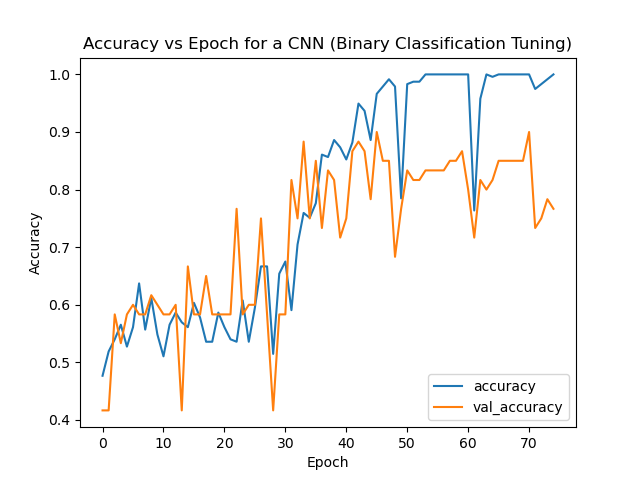 Accuracy vs Epoch for a CNN (Binary Classification Tuning)
1.0
0.9
0.8
0.7
0.6
0.5
0.4
Accuracy
accuracy
val_accuracy
0 10 20 30 40 50 60 70
Epoch